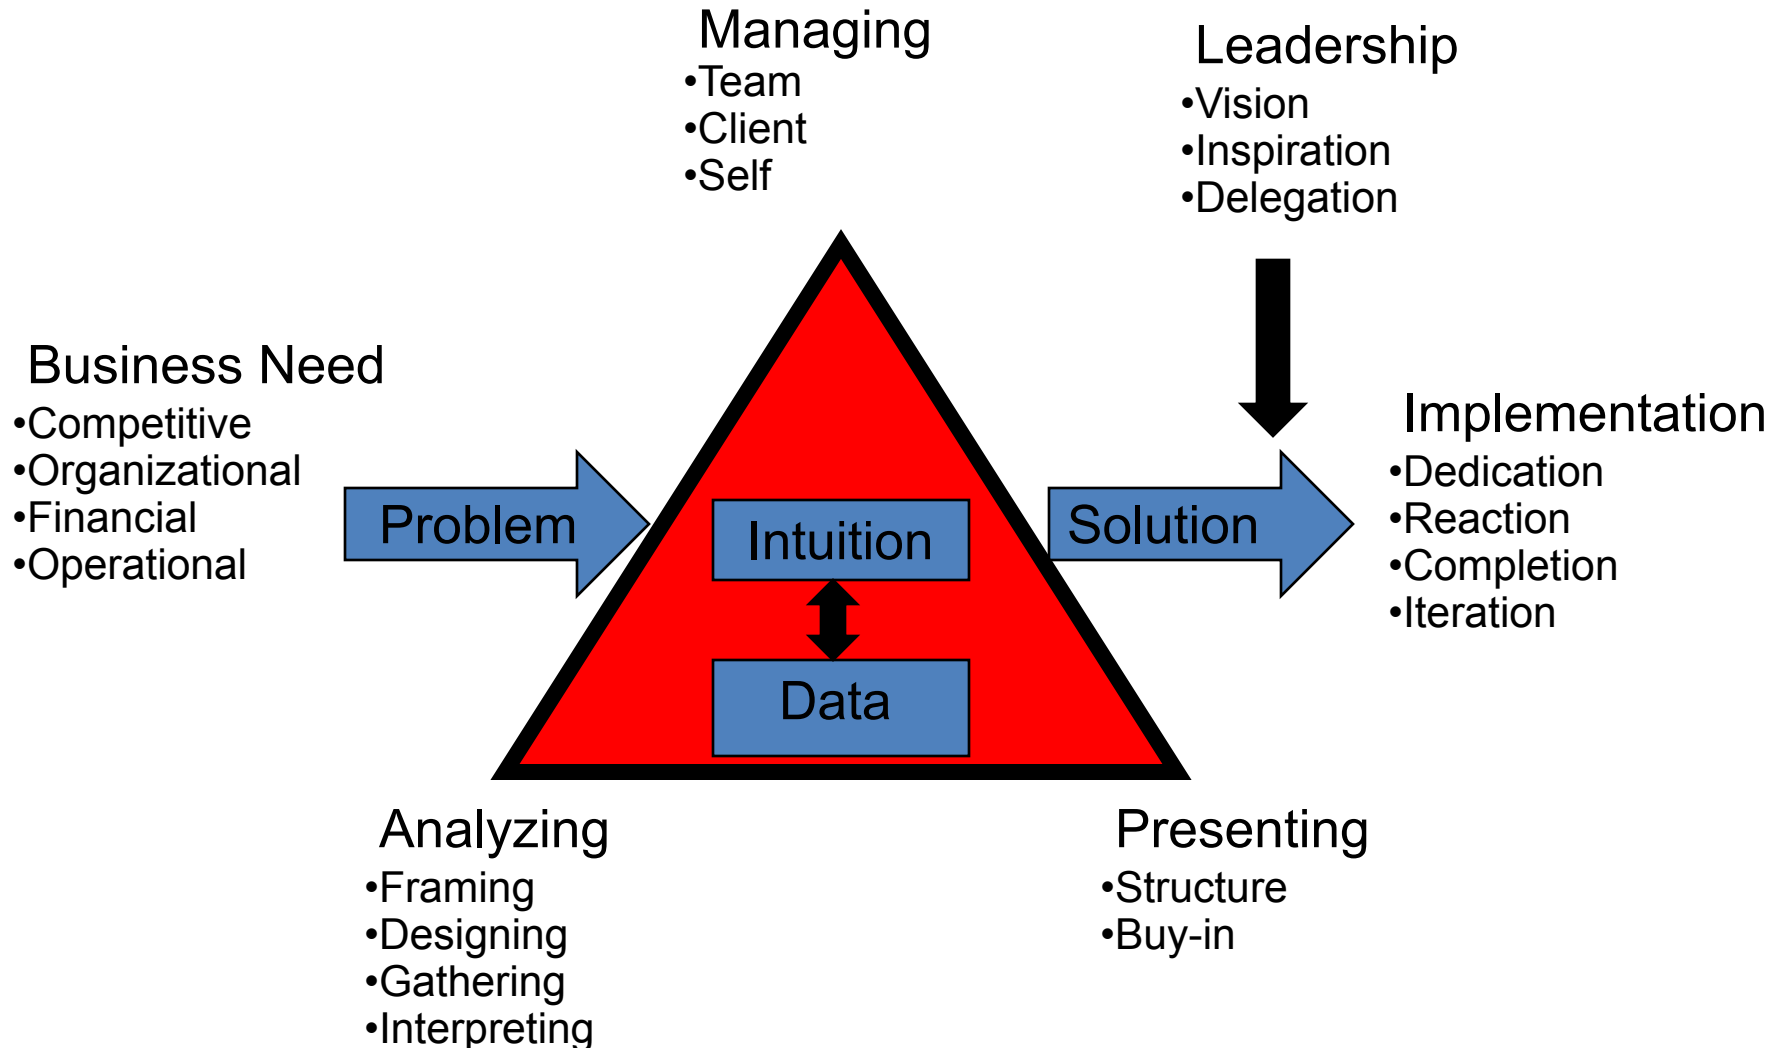 Managing
•Team
•Client
•Self
Leadership
•Vision
•Inspiration
•Delegation
Business Need
•Competitive
•Organizational
•Financial
•Operational
Problem
Intuition
Data
Solution
Implementation
•Dedication
•Reaction
•Completion
•Iteration
Analyzing
•Framing
•Designing
•Gathering
•Interpreting
Presenting
•Structure
•Buy-in